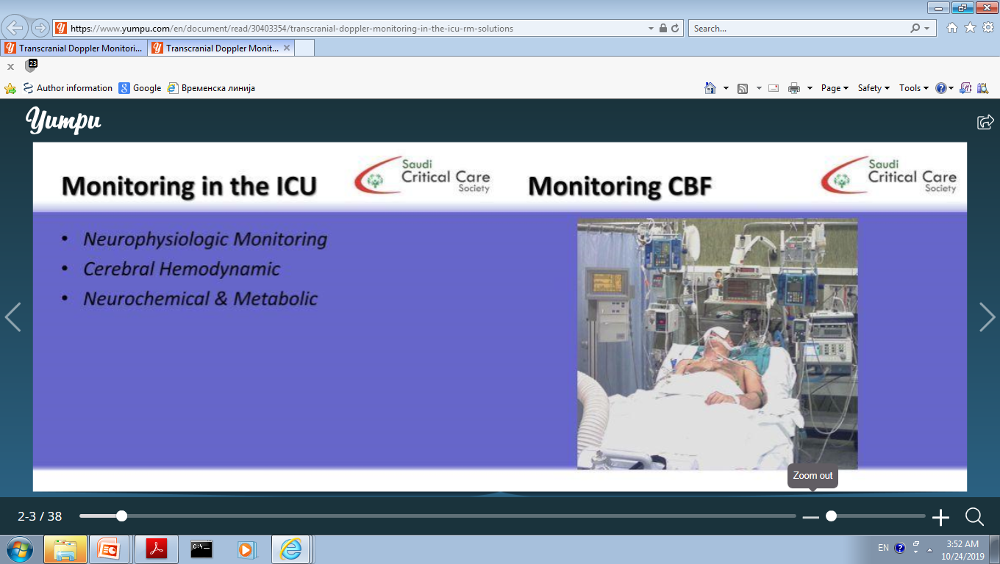 https://www.yumpu.com/en/document/read/30403354/transcranial-doppler-monitoring-in-the-icu-rm-solutions
Search...
Transcranial Doppler Monitori...
Transcranial Doppler Monit...
23
Author information
Google
Временска линија
Page
Safety
Tools
Yumpu
Monitoring in the ICU
Saudi
Critical Care
Society
• Neurophysiologic Monitoring
• Cerebral Hemodynamic
• Neurochemical & Metabolic
Monitoring CBF
Saudi
Critical Care
Society
Zoom out
2-3 / 38
EN
3:52 AM
10/24/2019